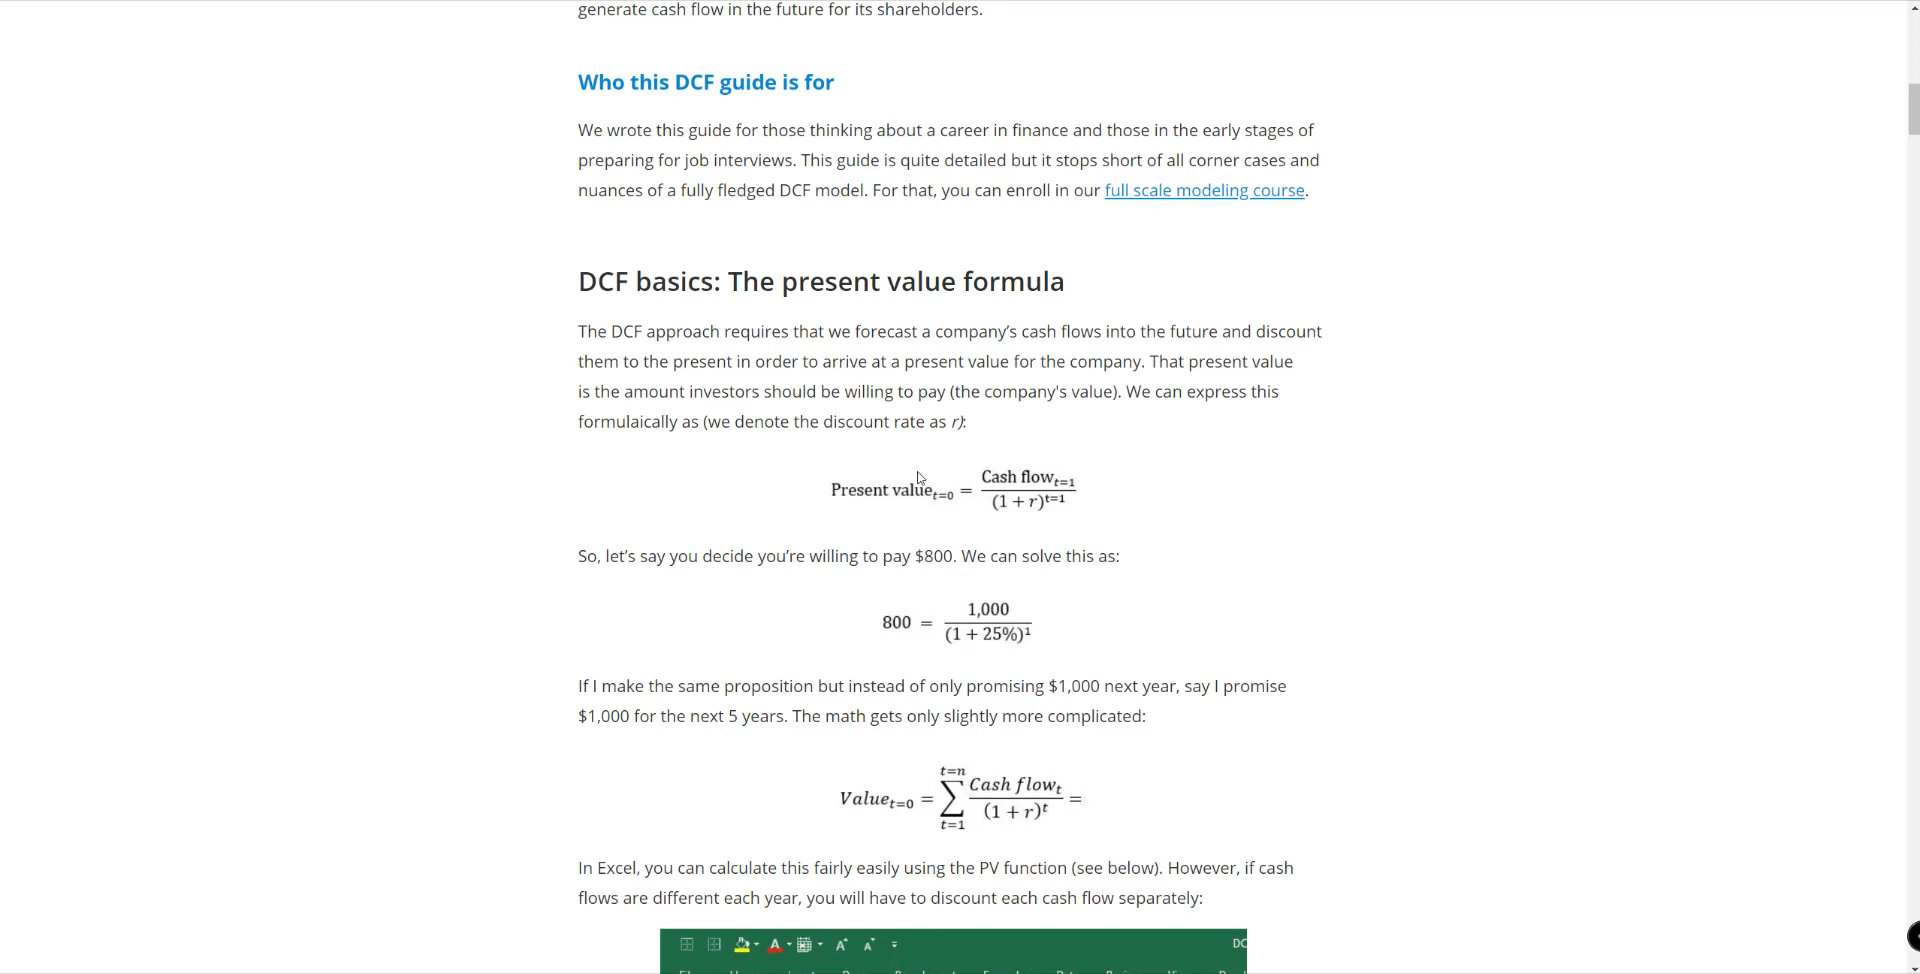 generate cash flow in the future for its shareholders.
Who this DCF guide is for
We wrote this guide for those thinking about a career in finance and those in the early stages of
preparing for job interviews. This guide is quite detailed but it stops short of all corner cases and
nuances of a fully fledged DCF model. For that, you can enroll in our full scale modeling course.
DCF basics: The present value formula
The DCF approach requires that we forecast a company’s cash flows into the future and discount
them to the present in order to arrive at a present value for the company. That present value
is the amount investors should be willing to pay (the company's value). We can express this
formulaically as (we denote the discount rate as r):
Present value_{t=0} = Cash flow_{t=1} / (1 + r)^{t=1}
So, let’s say you decide you’re willing to pay $800. We can solve this as:
800 = 1,000 / (1 + 25%)^1
If I make the same proposition but instead of only promising $1,000 next year, say I promise
$1,000 for the next 5 years. The math gets only slightly more complicated:
Value_{t=0} = ∑_{t=1}^{t=n} Cash flow_t / (1 + r)^t =
In Excel, you can calculate this fairly easily using the PV function (see below). However, if cash
flows are different each year, you will have to discount each cash flow separately: